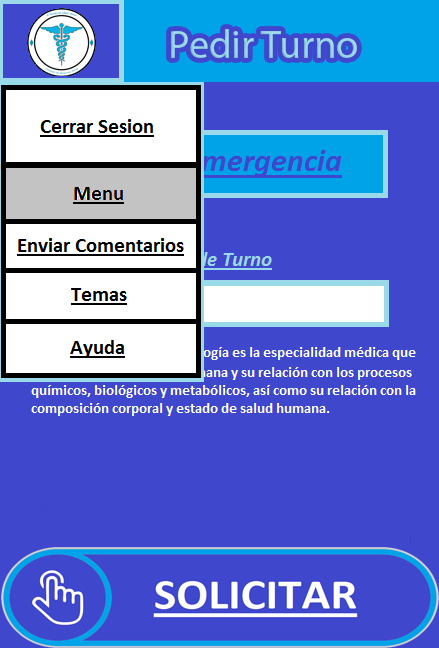 Pedir Turno
Cerrar Sesion
Menu
Enviar Comentarios
Temas
Ayuda
mergencia
de Turno
ogía es la especialidad médica que
mana y su relación con los procesos
químicos, biológicos y metabólicos, así como su relación con la
composición corporal y estado de salud humana.
SOLICITAR